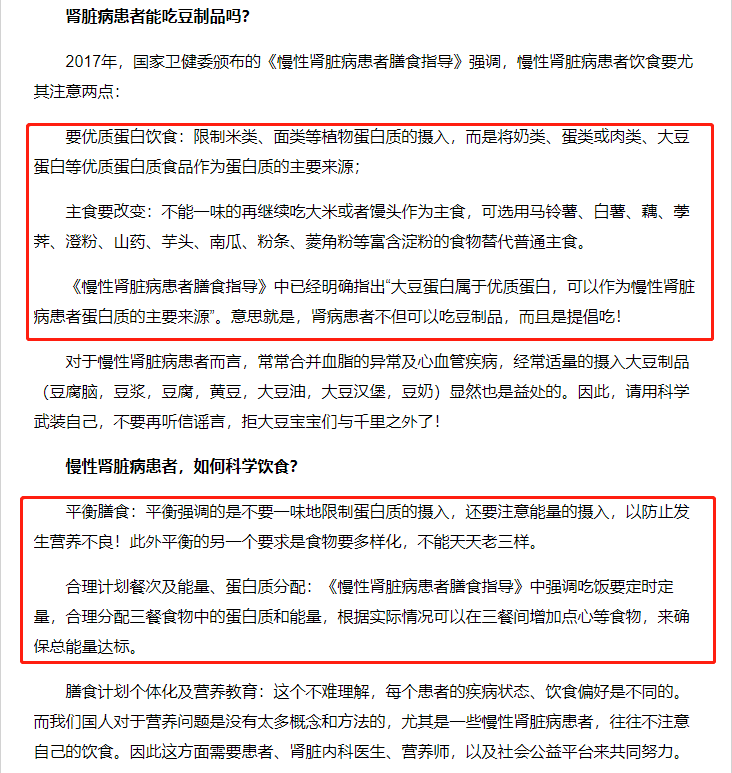 肾脏病患者能吃豆制品吗？
2017年，国家卫健委颁布的《慢性肾脏病患者膳食指导》强调，慢性肾脏病患者饮食要尤
其注意两点：
要优质蛋白饮食：限制米类、面类等植物蛋白质的摄入，而是将奶类、蛋类或肉类、大豆
蛋白等优质蛋白质食品作为蛋白质的主要来源；
主食要改变：不能一味的再继续吃大米或者馒头作为主食，可选用马铃薯、白薯、藕、荸
荠、澄粉、山药、芋头、南瓜、粉条、菱角粉等富含淀粉的食物替代普通主食。
《慢性肾脏病患者膳食指导》中已经明确指出“大豆蛋白属于优质蛋白，可以作为慢性肾脏
病患者蛋白质的主要来源”。意思就是，肾病患者不但可以吃豆制品，而且是提倡吃！
对于慢性肾脏病患者而言，常常合并血脂的异常及心血管疾病，经常适量的摄入大豆制品
（豆腐脑，豆浆，豆腐，黄豆，大豆油，大豆汉堡，豆奶）显然也是益处的。因此，请用科学
武装自己，不要再听信谣言，拒大豆宝宝们与千里之外了！
慢性肾脏病患者，如何科学饮食？
平衡膳食：平衡强调的是不要一味地限制蛋白质的摄入，还要注意能量的摄入，以防止发
生营养不良！此外平衡的另一个要求是食物要多样化，不能天天老三样。
合理计划餐次及能量、蛋白质分配：《慢性肾脏病患者膳食指导》中强调吃饭要定时定
量，合理分配三餐食物中的蛋白质和能量，根据实际情况可以在三餐间增加点心等食物，来确
保总能量达标。
膳食计划个体化及营养教育：这个不难理解，每个患者的疾病状态、饮食偏好是不同的。
而我们国人对于营养问题是没有太多概念和方法的，尤其是一些慢性肾脏病患者，往往不注意
自己的饮食。因此这方面需要患者、肾脏内科医生、营养师，以及社会公益平台来共同努力。